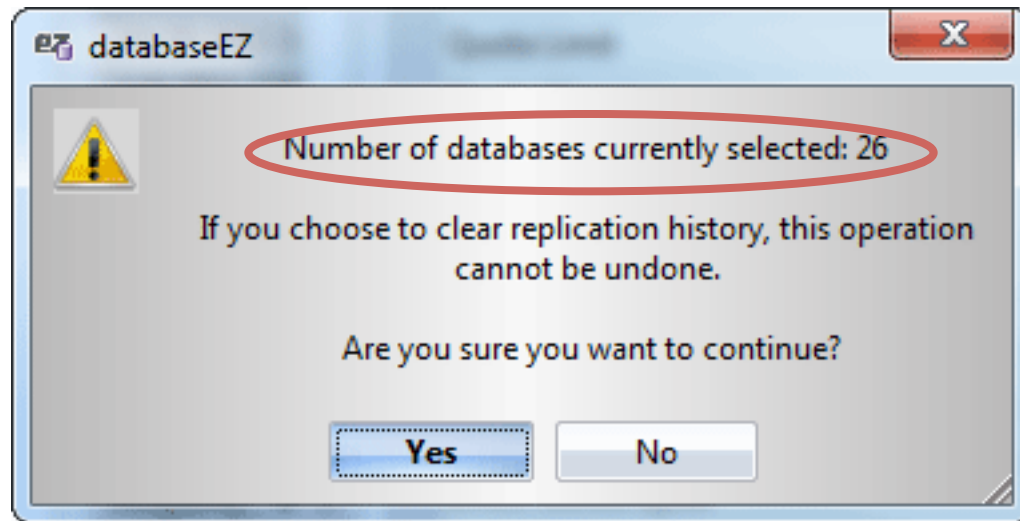 databaseEZ
Number of databases currently selected: 26
If you choose to clear replication history, this operation
cannot be undone.
Are you sure you want to continue?
Yes
No